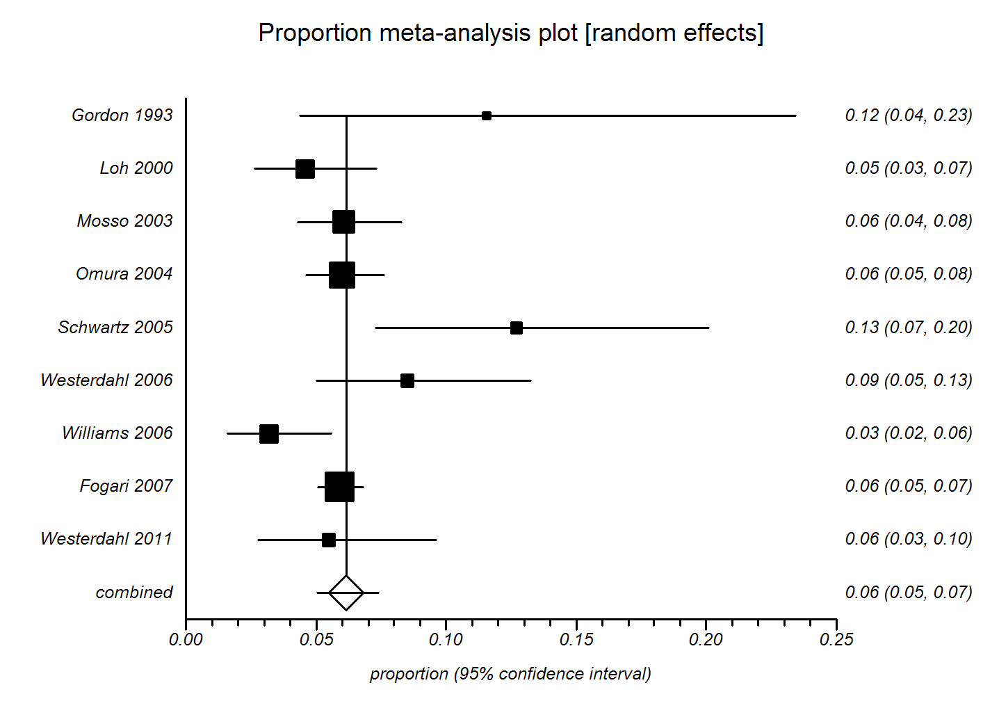 Proportion meta-analysis plot [random effects]
Gordon 1993 0.12 (0.04, 0.23)
Loh 2000 0.05 (0.03, 0.07)
Mosso 2003 0.06 (0.04, 0.08)
Omura 2004 0.06 (0.05, 0.08)
Schwartz 2005 0.13 (0.07, 0.20)
Westerdahl 2006 0.09 (0.05, 0.13)
Williams 2006 0.03 (0.02, 0.06)
Fogari 2007 0.06 (0.05, 0.07)
Westerdahl 2011 0.06 (0.03, 0.10)
combined 0.06 (0.05, 0.07)
0.00 0.05 0.10 0.15 0.20 0.25
proportion (95% confidence interval)